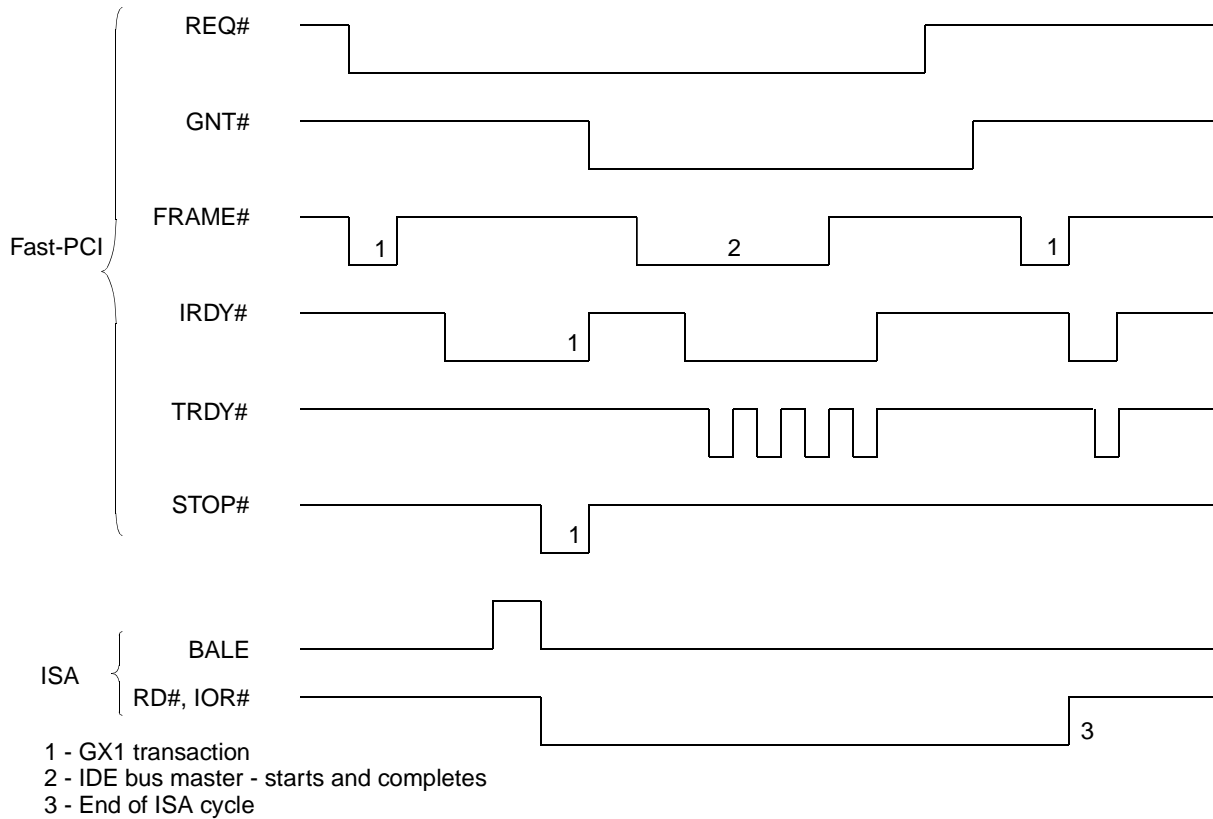 REQ#
GNT#
FRAME#
1
2
1
Fast-PCI
IRDY#
1
TRDY#
STOP#
1
BALE
ISA
RD#, IOR#
3
1 - GX1 transaction
2 - IDE bus master - starts and completes
3 - End of ISA cycle